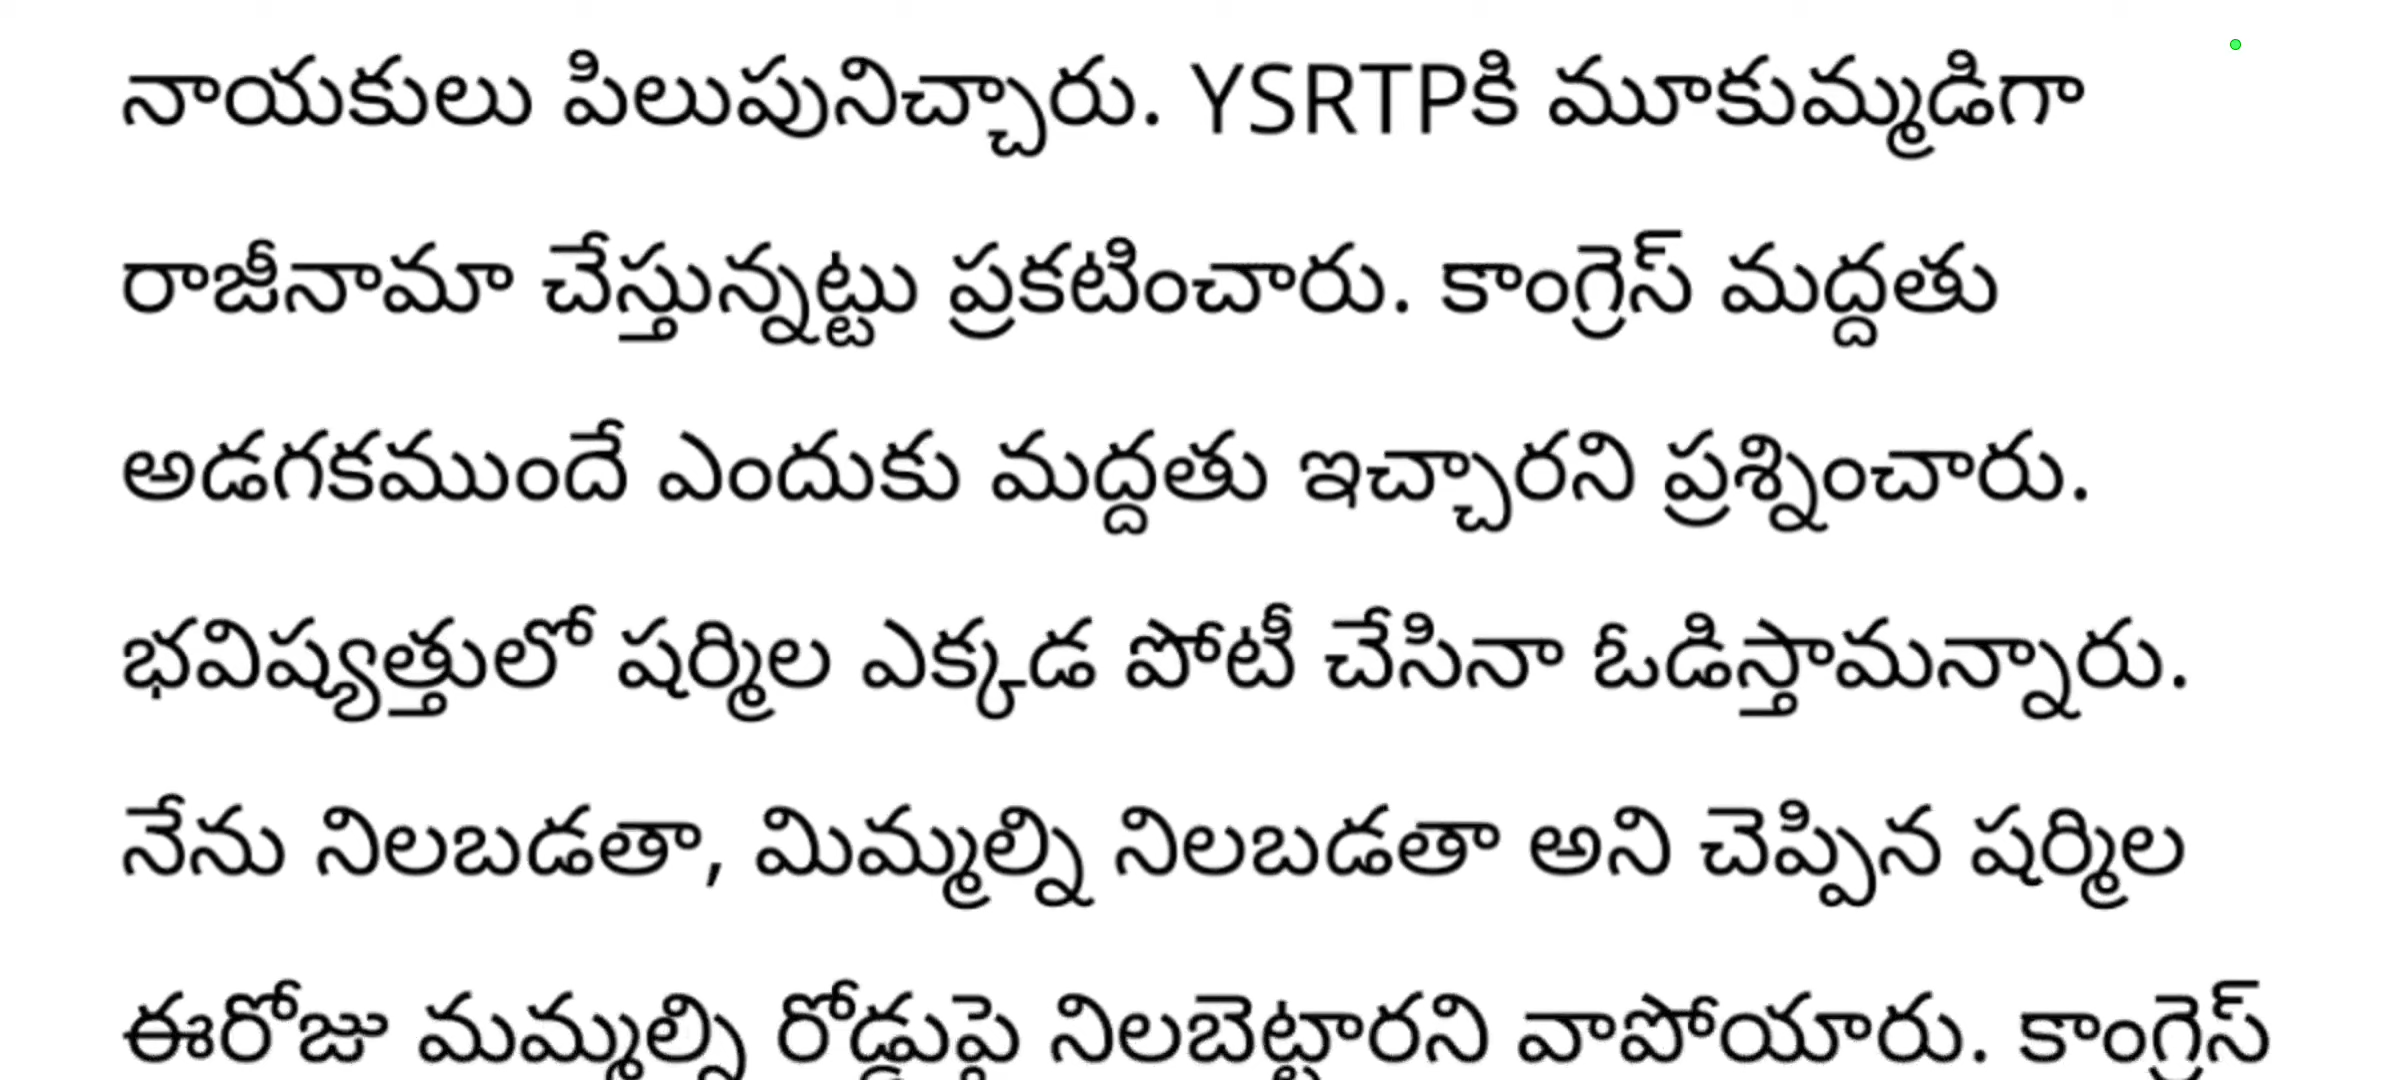 నాయకులు పిలుపునిచ్చారు. YSRTPకి మూకుమ్మడిగా
రాజీనామా చేస్తున్నట్టు ప్రకటించారు. కాంగ్రెస్ మద్దతు
అడగకముందే ఎందుకు మద్దతు ఇచ్చారని ప్రశ్నించారు.
భవిష్యత్తులో షర్మిల ఎక్కడ పోటీ చేసినా ఓడిస్తామన్నారు.
నేను నిలబడతా, మిమ్మల్ని నిలబడతా అని చెప్పిన షర్మిల
ఈరోజు మమ్మల్ని రోడ్డుపై నిలబెట్టారని వాపోయారు. కాంగ్రెస్